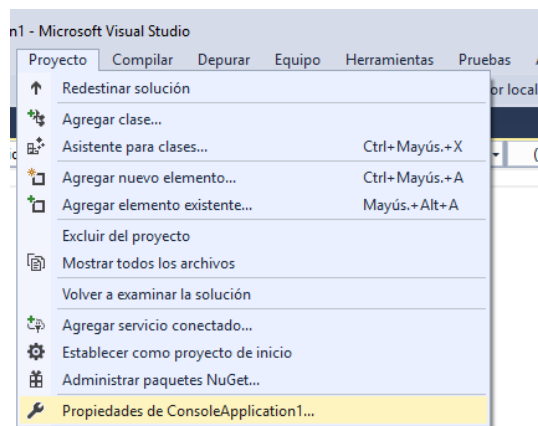 n1 - Microsoft Visual Studio
Proyecto Compilar Depurar Equipo Herramientas Pruebas
Redestinar solución
or local
Agregar clase...
Asistente para clases... Ctrl+Mayús.+X
Agregar nuevo elemento... Ctrl+Mayús.+A
Agregar elemento existente... Mayús.+Alt+A
Excluir del proyecto
Mostrar todos los archivos
Volver a examinar la solución
Agregar servicio conectado...
Establecer como proyecto de inicio
Administrar paquetes NuGet...
Propiedades de ConsoleApplication1...